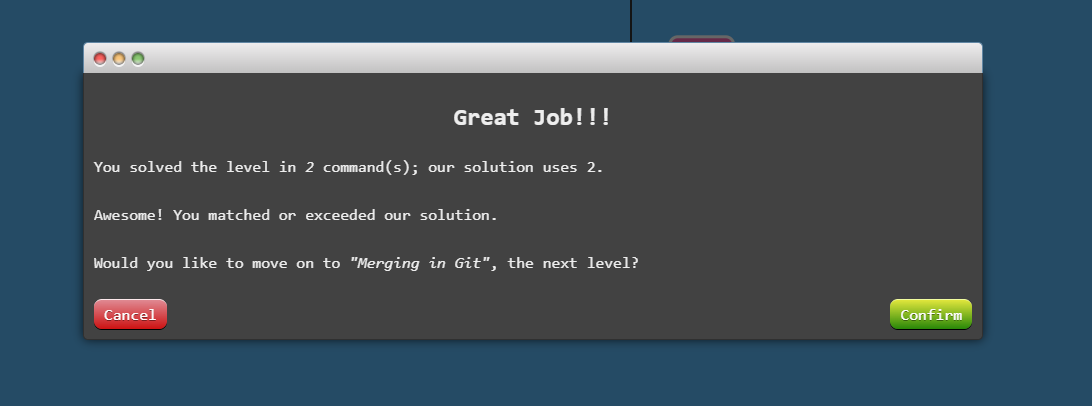 Great Job!!!
You solved the level in 2 command(s); our solution uses 2.
Awesome! You matched or exceeded our solution.
Would you like to move on to "Merging in Git", the next level?
Cancel
Confirm